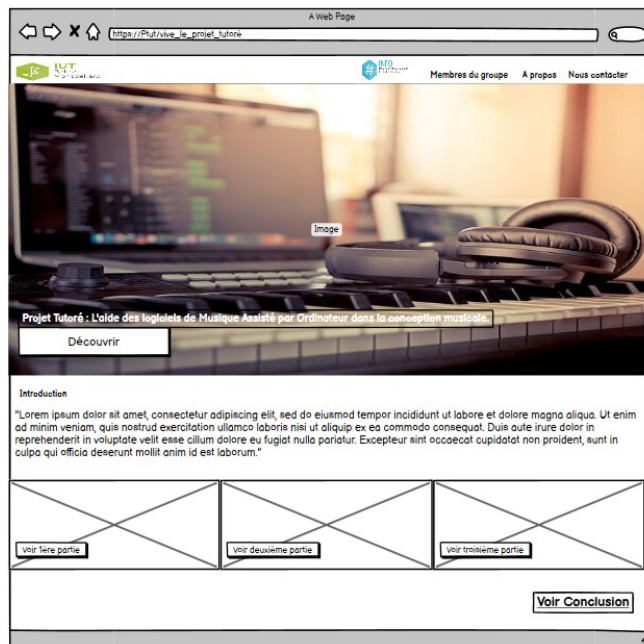 A Web Page
https://Ptut/vive_le_projet_tutoré
IUT
INFO
Membres du groupe A propos Nous contacter
Image
Projet Tutoré : L'aide des logiciels de Musique Assisté par Ordinateur dans la conception musicale.
Découvrir
Introduction
"Lorem ipsum dolor sit amet, consectetur adipiscing elit, sed do eiusmod tempor incididunt ut labore et dolore magna aliqua. Ut enim
ad minim veniam, quis nostrud exercitation ullamco laboris nisi ut aliquip ex ea commodo consequat. Duis aute irure dolor in
reprehenderit in voluptate velit esse cillum dolore eu fugiat nulla pariatur. Excepteur sint occaecat cupidatat non proident, sunt in
culpa qui officia deserunt mollit anim id est laborum."
Voir 1ère partie Voir deuxième partie Voir troisième partie
Voir Conclusion